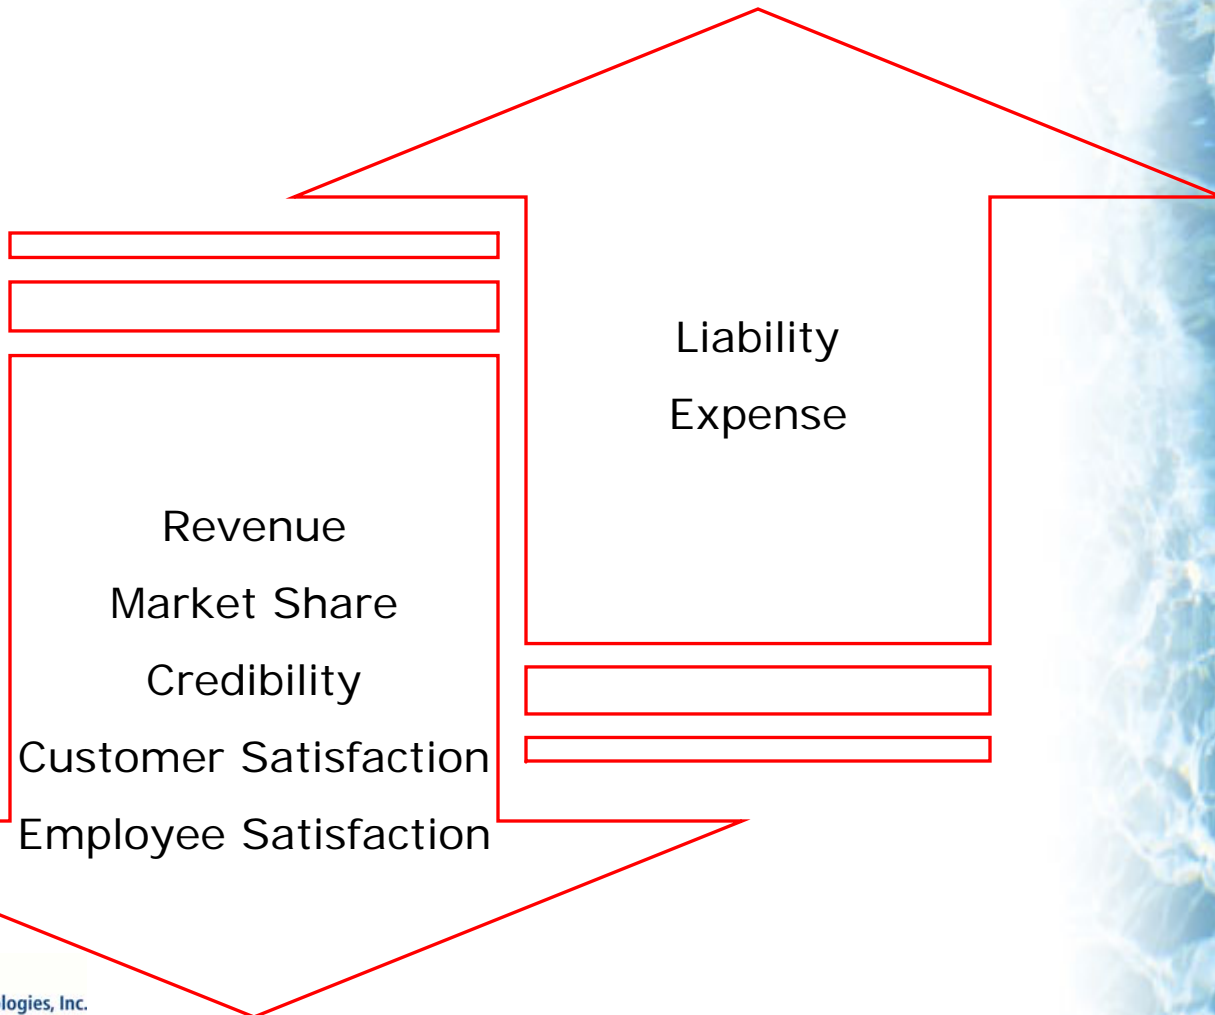 Liability
Expense
Revenue
Market Share
Credibility
Customer Satisfaction
Employee Satisfaction
logies, Inc.